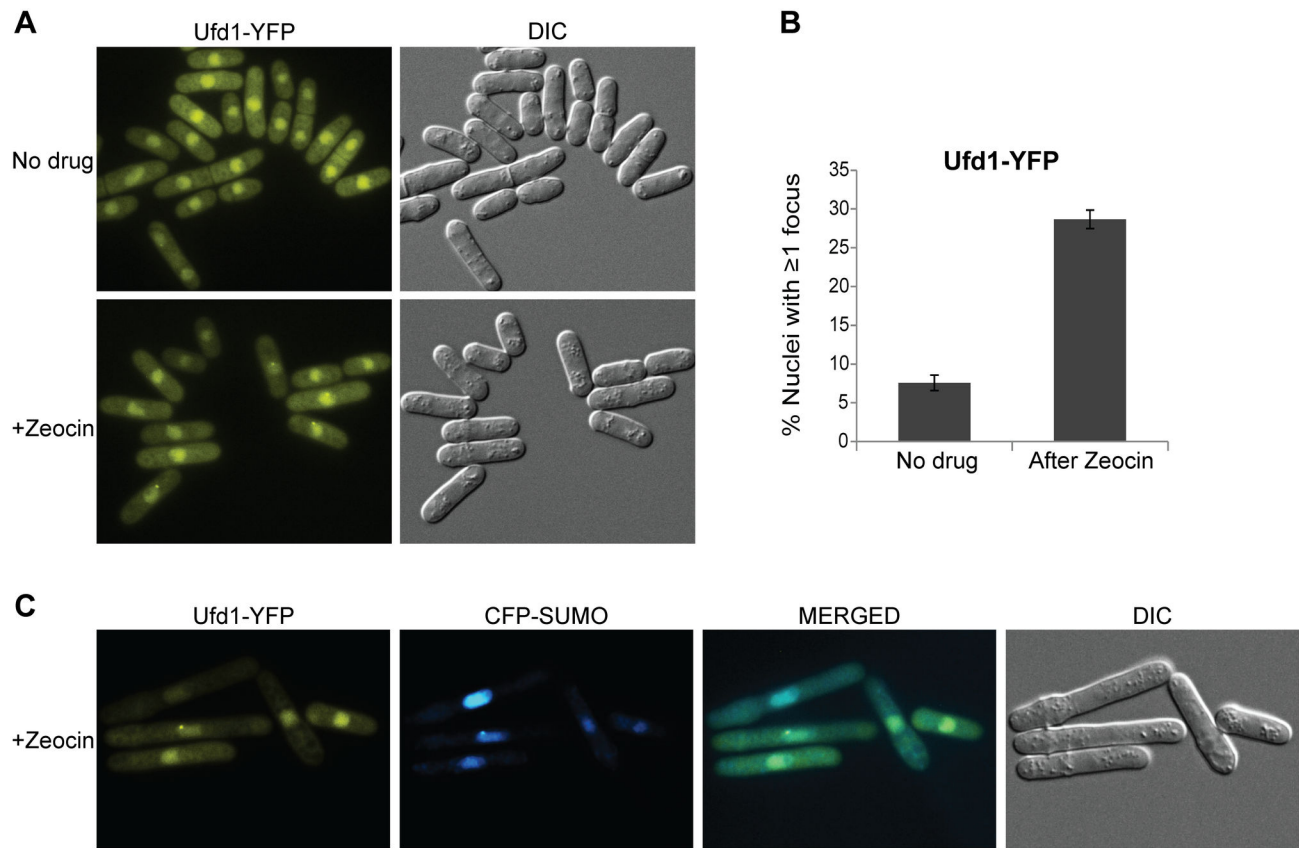 A
Ufd1-YFP
DIC
No drug
+Zeocin
B
Ufd1-YFP
% Nuclei with ≥1 focus
35
30
25
20
15
10
5
0
No drug
After Zeocin
C
Ufd1-YFP
CFP-SUMO
MERGED
DIC
+Zeocin